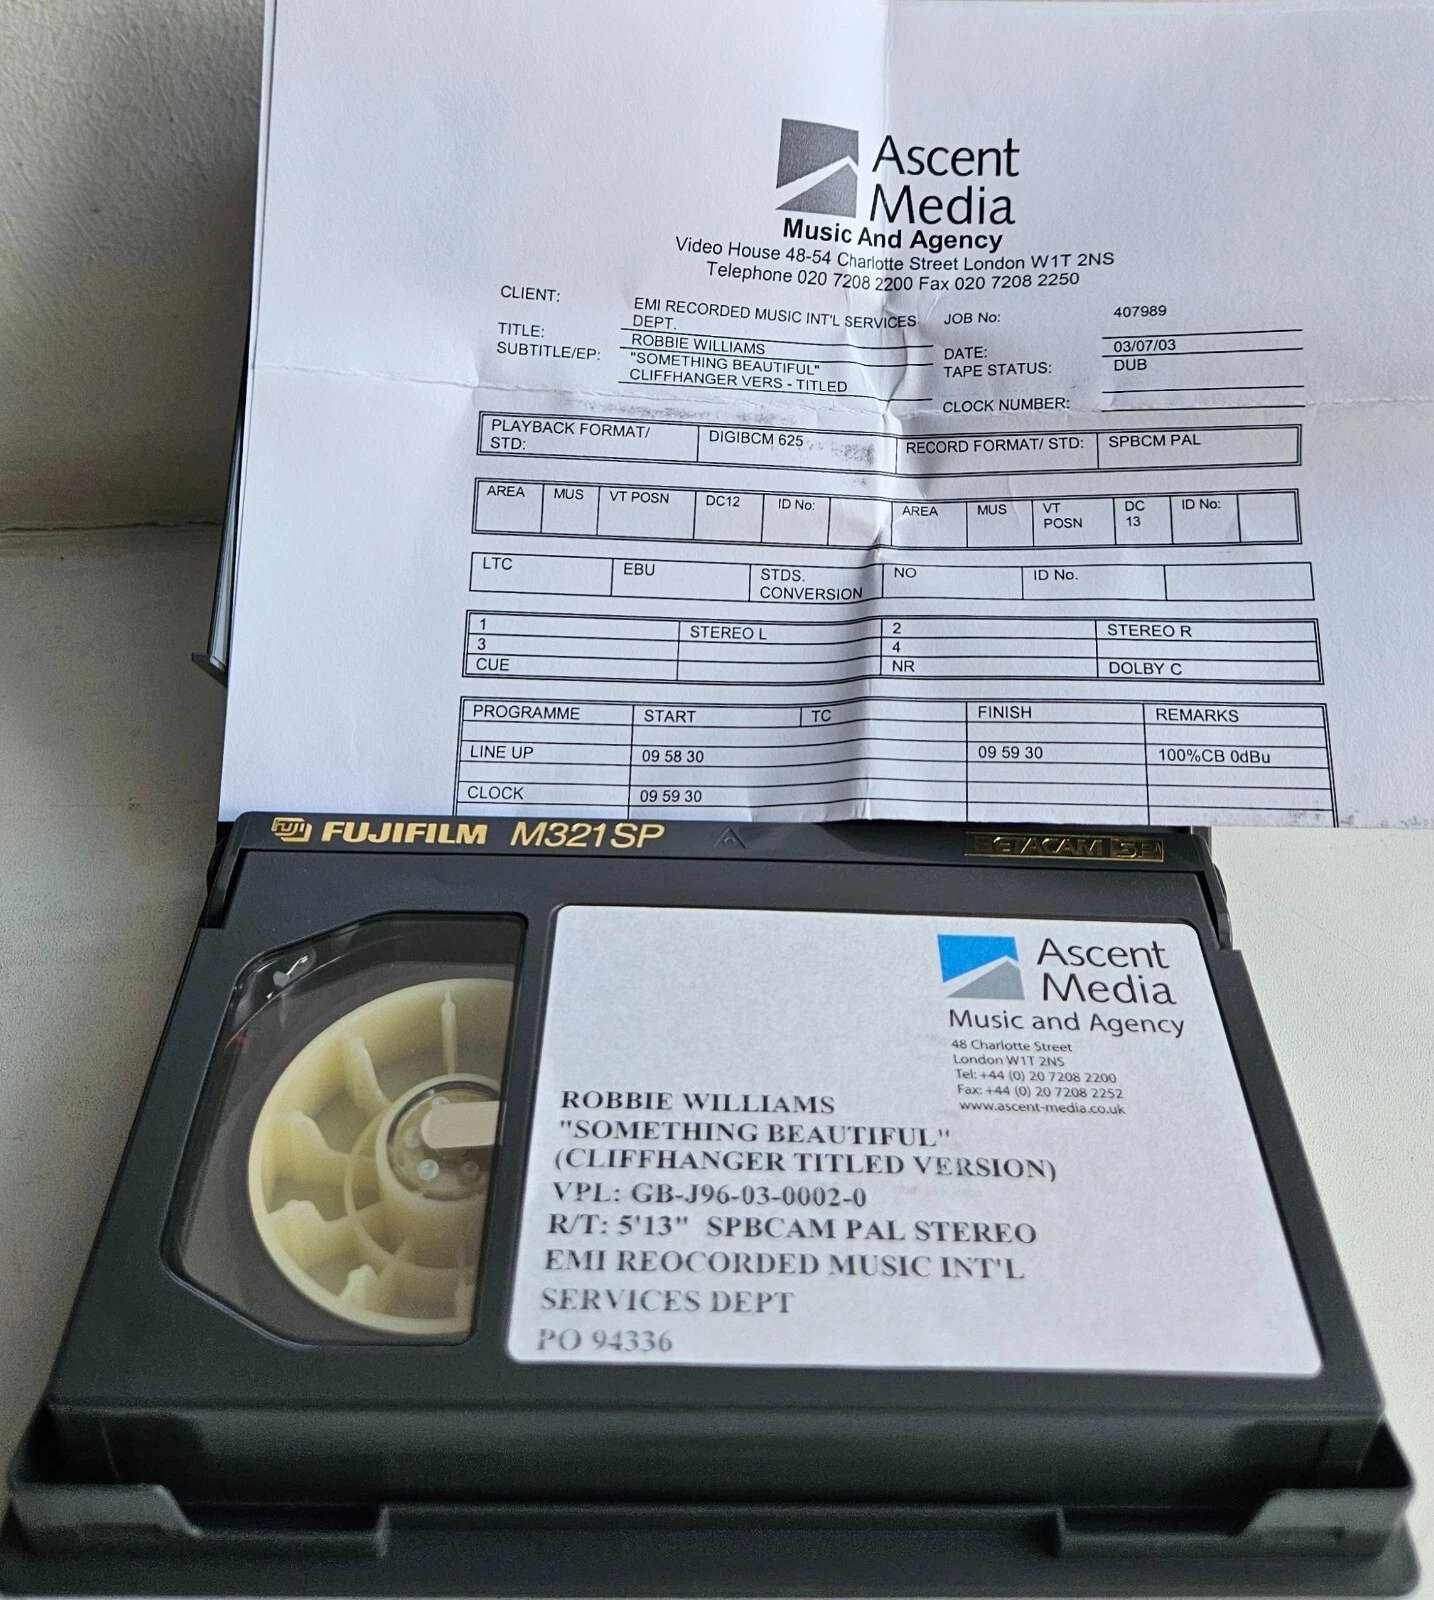 Ascent
Media
Music And Agency
Video House 48-54 Charlotte Street London W1T 2NS
Telephone 020 7208 2200 Fax 020 7208 2250
CLIENT: EMI RECORDED MUSIC INT'L SERVICES DEPT. JOB No: 407989
TITLE: ROBBIE WILLIAMS DATE: 03/07/03
SUBTITLE/EP: "SOMETHING BEAUTIFUL" TAPE STATUS: DUB
CLIFFHANGER VERS - TITLED
CLOCK NUMBER:
PLAYBACK FORMAT/ STD: DIGIBCM 625 RECORD FORMAT/ STD: SPBCM PAL
AREA MUS VT POSN DC12 ID No: AREA MUS VT POSN DC 13 ID No:
LTC EBU STDS. CONVERSION NO ID No.
1 STEREO L 2 STEREO R
3 4
CUE NR DOLBY C
PROGRAMME START TC FINISH REMARKS
LINE UP 09 58 30 09 59 30 100%CB 0dBu
CLOCK 09 59 30
FUJI FUJIFILM M321SP BETACAM SP
Ascent
Media
Music and Agency
48 Charlotte Street
London W1T 2NS
Tel: +44 (0) 20 7208 2200
Fax: +44 (0) 20 7208 2252
www.ascent-media.co.uk
ROBBIE WILLIAMS
"SOMETHING BEAUTIFUL"
(CLIFFHANGER TITLED VERSION)
VPL: GB-J96-03-0002-0
R/T: 5'13" SPBCAM PAL STEREO
EMI REOCORDED MUSIC INT'L
SERVICES DEPT
PO 94336